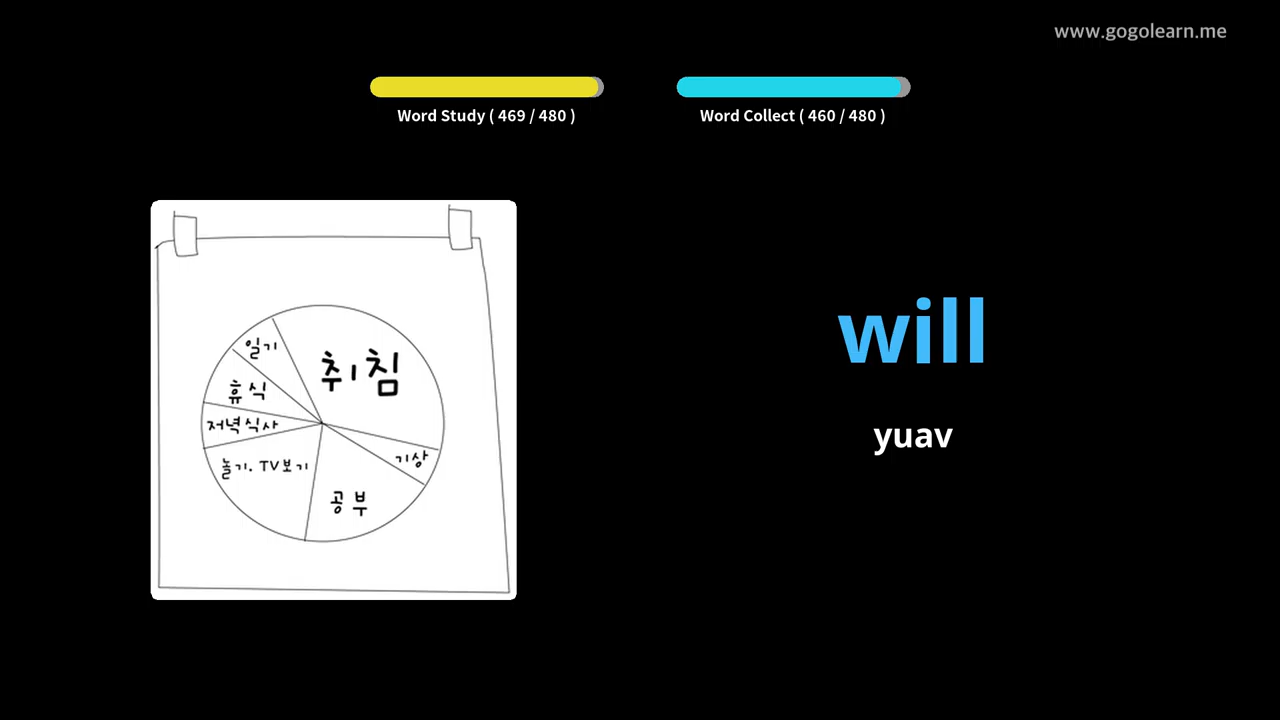 www.gogolearn.me
Word Study ( 469 / 480 )
Word Collect ( 460 / 480 )
일기
취침
휴식
저녁식사
놀기. TV보기
기상
공부
will
yuav